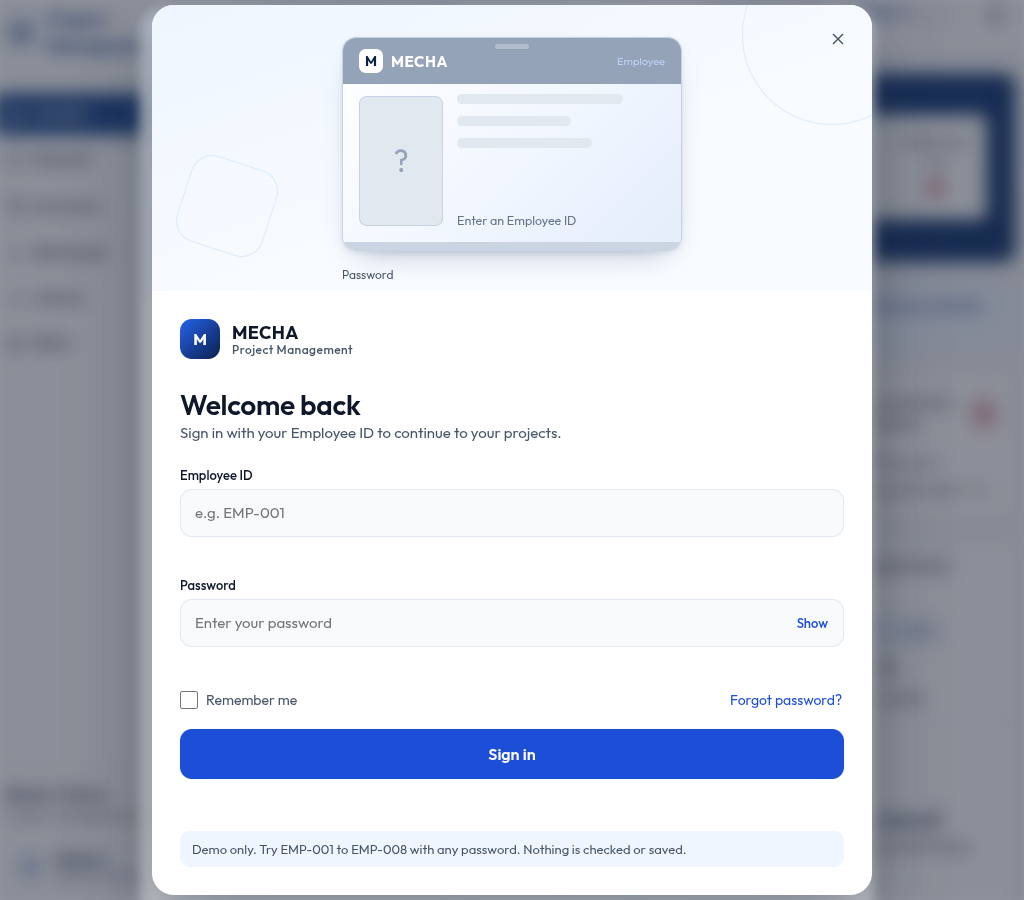 M MECHA
Employee
?
Enter an Employee ID
Password
M
MECHA
Project Management
Welcome back
Sign in with your Employee ID to continue to your projects.
Employee ID
e.g. EMP-001
Password
Enter your password
Show
Remember me
Forgot password?
Sign in
Demo only. Try EMP-001 to EMP-008 with any password. Nothing is checked or saved.